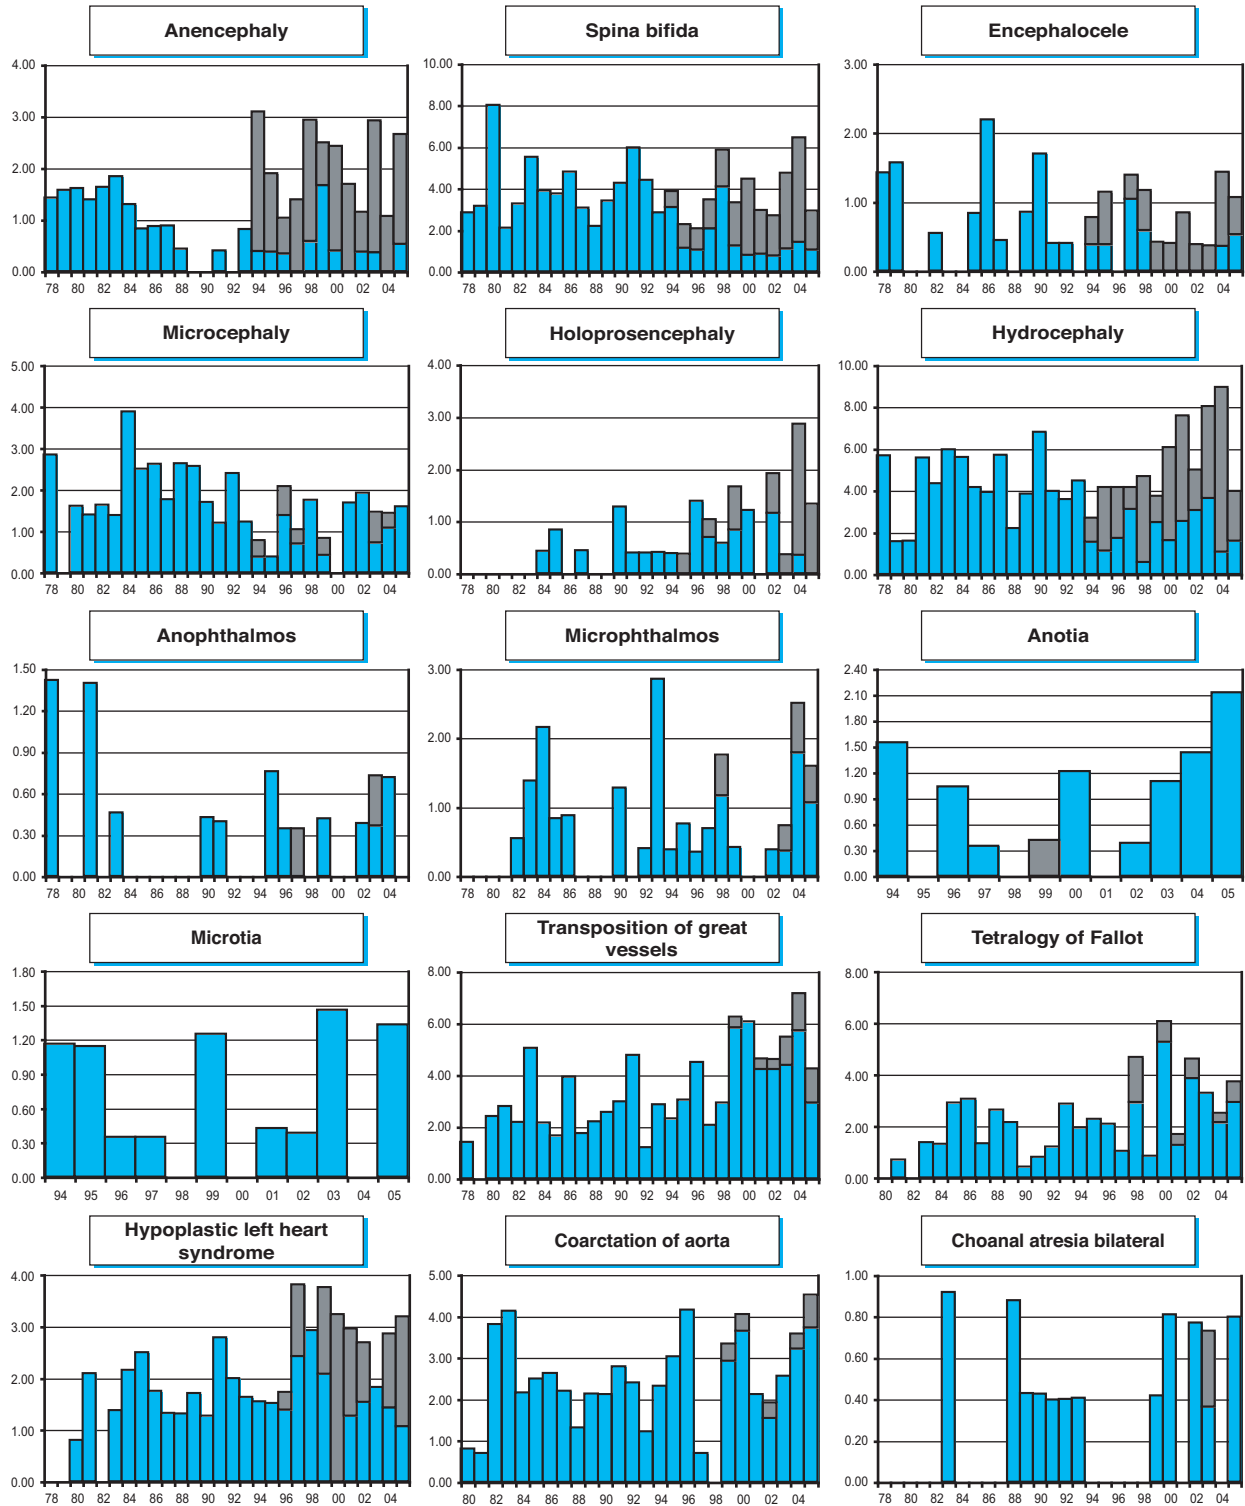 Anencephaly
4.00
3.00
2.00
1.00
0.00
78 80 82 84 86 88 90 92 94 96 98 00 02 04
Spina bifida
10.00
8.00
6.00
4.00
2.00
0.00
78 80 82 84 86 88 90 92 94 96 98 00 02 04
Encephalocele
3.00
2.00
1.00
0.00
78 80 82 84 86 88 90 92 94 96 98 00 02 04
Microcephaly
5.00
4.00
3.00
2.00
1.00
0.00
78 80 82 84 86 88 90 92 94 96 98 00 02 04
Holoprosencephaly
4.00
3.00
2.00
1.00
0.00
78 80 82 84 86 88 90 92 94 96 98 00 02 04
Hydrocephaly
10.00
8.00
6.00
4.00
2.00
0.00
78 80 82 84 86 88 90 92 94 96 98 00 02 04
Anophthalmos
1.50
1.20
0.90
0.60
0.30
0.00
78 80 82 84 86 88 90 92 94 96 98 00 02 04
Microphthalmos
3.00
2.00
1.00
0.00
78 80 82 84 86 88 90 92 94 96 98 00 02 04
Anotia
2.40
2.10
1.80
1.50
1.20
0.90
0.60
0.30
0.00
94 95 96 97 98 99 00 01 02 03 04 05
Microtia
1.80
1.50
1.20
0.90
0.60
0.30
0.00
94 95 96 97 98 99 00 01 02 03 04 05
Transposition of great
vessels
8.00
6.00
4.00
2.00
0.00
78 80 82 84 86 88 90 92 94 96 98 00 02 04
Tetralogy of Fallot
8.00
6.00
4.00
2.00
0.00
80 82 84 86 88 90 92 94 96 98 00 02 04
Hypoplastic left heart
syndrome
4.00
3.00
2.00
1.00
0.00
78 80 82 84 86 88 90 92 94 96 98 00 02 04
Coarctation of aorta
5.00
4.00
3.00
2.00
1.00
0.00
80 82 84 86 88 90 92 94 96 98 00 02 04
Choanal atresia bilateral
1.00
0.80
0.60
0.40
0.20
0.00
78 80 82 84 86 88 90 92 94 96 98 00 02 04